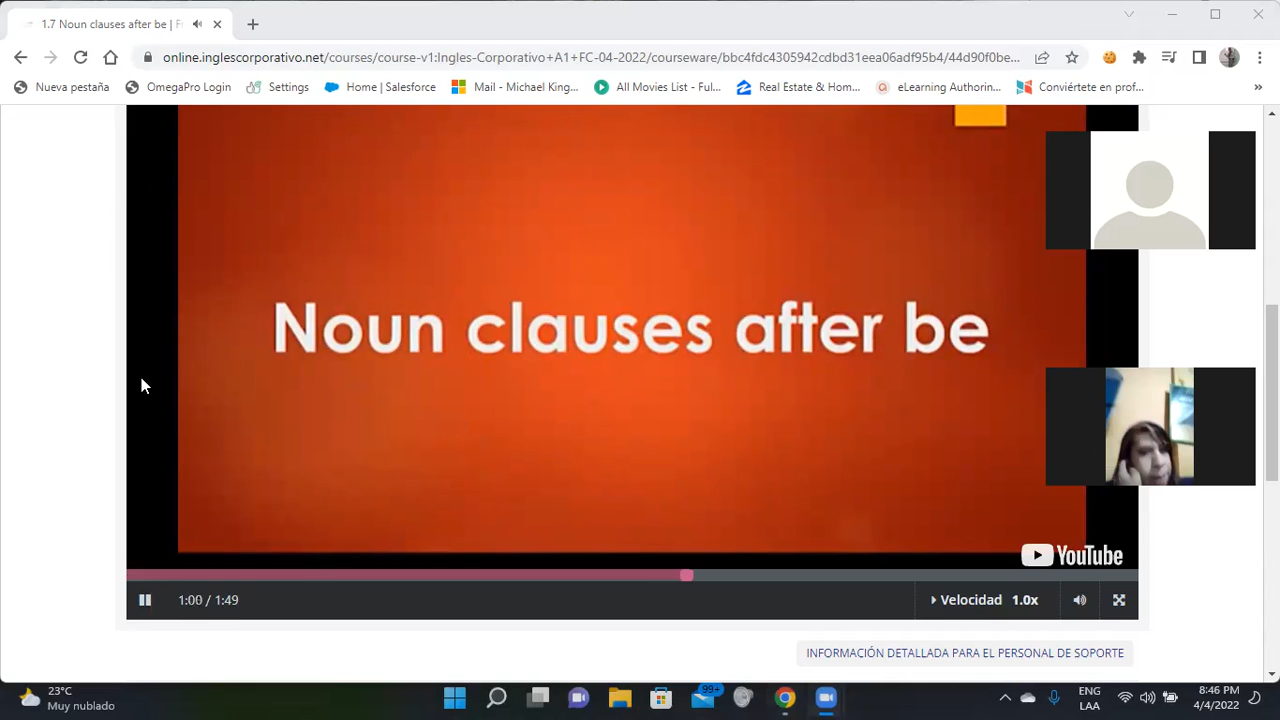 1.7 Noun clauses after be | Fr
online.inglescorporativo.net/courses/course-v1:Ingles-Corporativo+A1+FC-04-2022/courseware/bbc4fdc4305942cdbd31eea06adf95b4/44d90f0be...
Nueva pestaña OmegaPro Login Settings Home | Salesforce Mail - Michael King... All Movies List - Ful... Real Estate & Hom... eLearning Authorin... Conviértete en prof... »
Noun clauses after be
YouTube
1:00 / 1:49 Velocidad 1.0x
INFORMACIÓN DETALLADA PARA EL PERSONAL DE SOPORTE
23°C
Muy nublado
99+
ENG
LAA
8:46 PM
4/4/2022